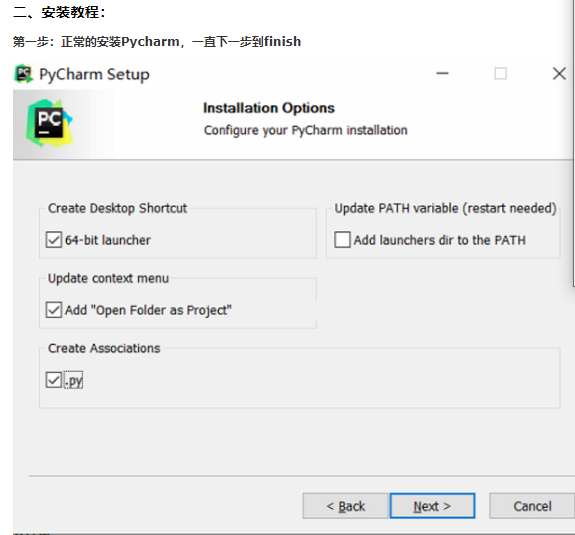 二、安装教程：
第一步：正常的安装Pycharm，一直下一步到finish
PyCharm Setup
PC
Installation Options
Configure your PyCharm installation
Create Desktop Shortcut
Update PATH variable (restart needed)
64-bit launcher
Add launchers dir to the PATH
Update context menu
Add "Open Folder as Project"
Create Associations
.py
< Back
Next >
Cancel